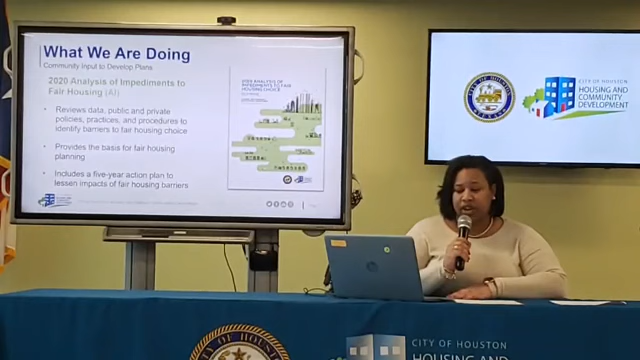 What We Are Doing
Community Input to Develop Plans
2020 Analysis of Impediments to
Fair Housing (AI)
• Reviews data, public and private
policies, practices, and procedures to
identify barriers to fair housing choice
• Provides the basis for fair housing
planning
• Includes a five-year action plan to
lessen impacts of fair housing barriers
ANALYSIS OF
IMPEDIMENTS TO FAIR
HOUSING CHOICE
CITY OF HOUSTON
CITY OF HOUSTON
HOUSING AND
COMMUNITY
DEVELOPMENT
CITY OF HOUSTON
HOUSING AND